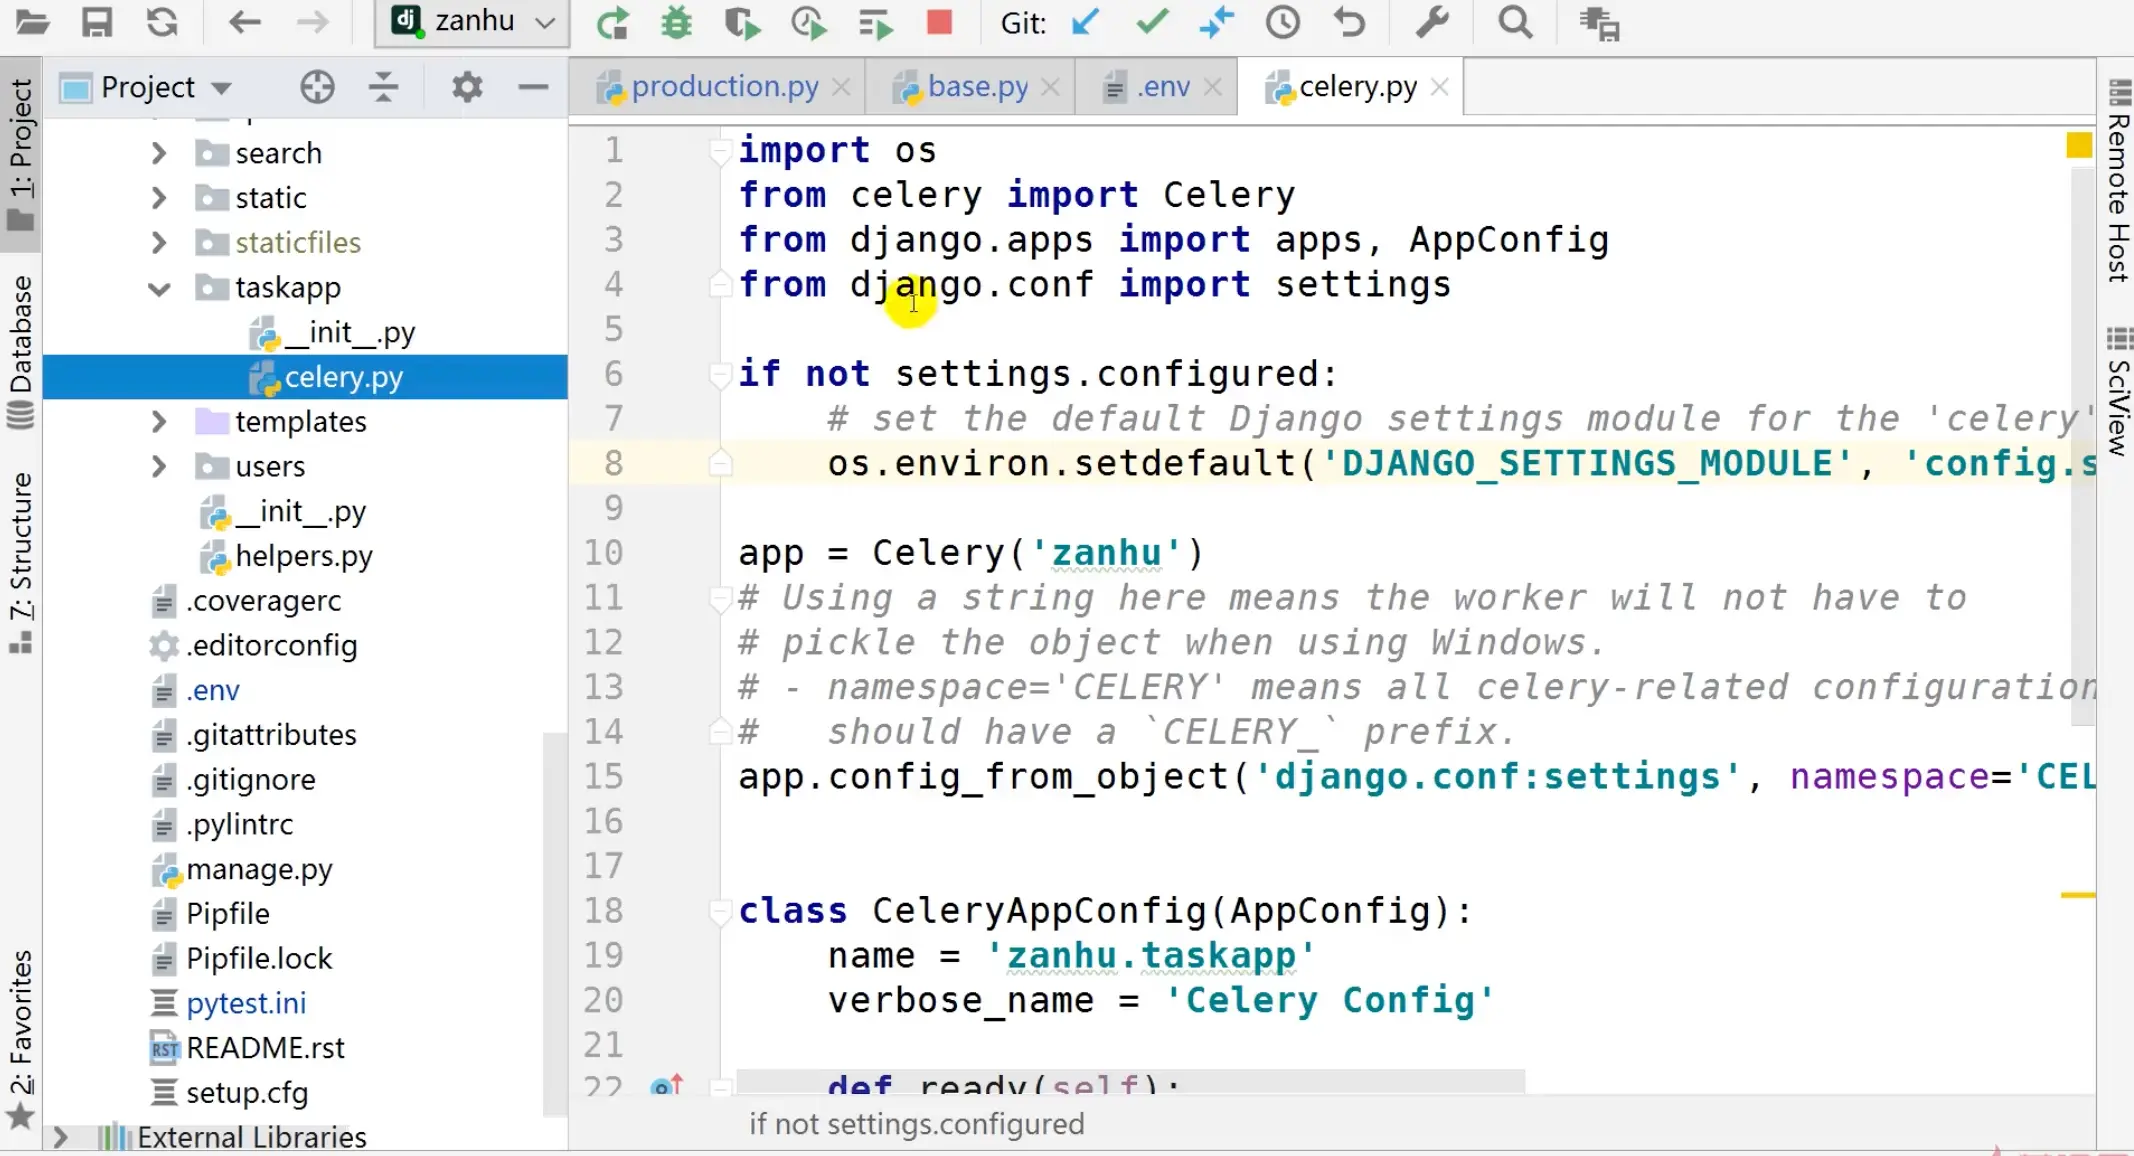 zanhu
Git:
Project
production.py
base.py
.env
celery.py
1: Project
Database
7: Structure
2: Favorites
Remote Host
SciView
search
static
staticfiles
taskapp
__init__.py
celery.py
templates
users
__init__.py
helpers.py
.coveragerc
.editorconfig
.env
.gitattributes
.gitignore
.pylintrc
manage.py
Pipfile
Pipfile.lock
pytest.ini
README.rst
setup.cfg
External Libraries
1 import os
2 from celery import Celery
3 from django.apps import apps, AppConfig
4 from django.conf import settings
5
6 if not settings.configured:
7     # set the default Django settings module for the 'celery'
8     os.environ.setdefault('DJANGO_SETTINGS_MODULE', 'config.s
9
10 app = Celery('zanhu')
11 # Using a string here means the worker will not have to
12 # pickle the object when using Windows.
13 # - namespace='CELERY' means all celery-related configuration
14 #   should have a `CELERY_` prefix.
15 app.config_from_object('django.conf:settings', namespace='CEL
16
17
18 class CeleryAppConfig(AppConfig):
19     name = 'zanhu.taskapp'
20     verbose_name = 'Celery Config'
21
22     def ready(self):
if not settings.configured